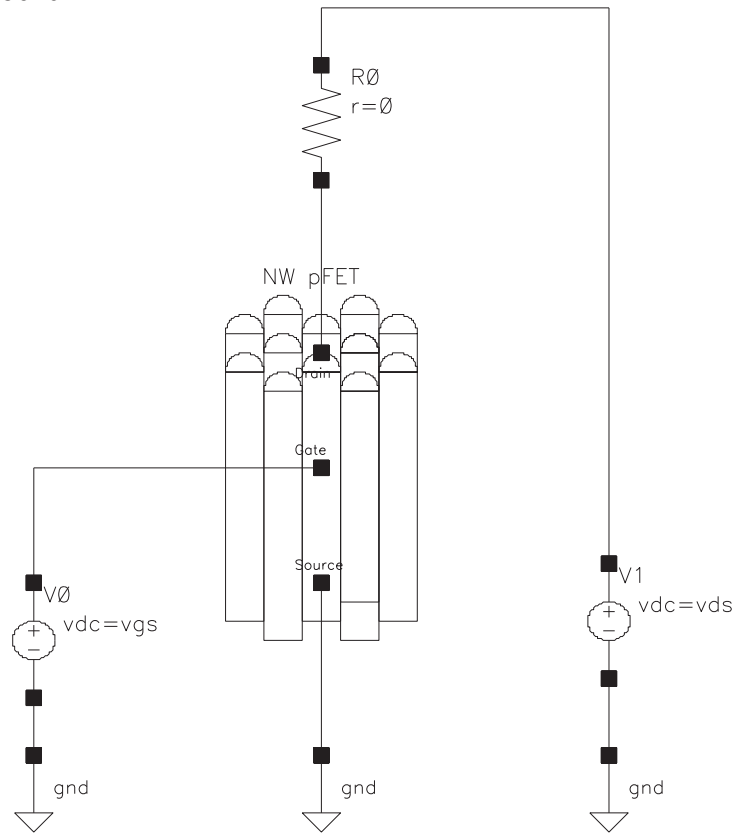 RØ
r=Ø
NW pFET
Drain
Gate
Source
VØ
vdc=vgs
V1
vdc=vds
gnd
gnd
gnd